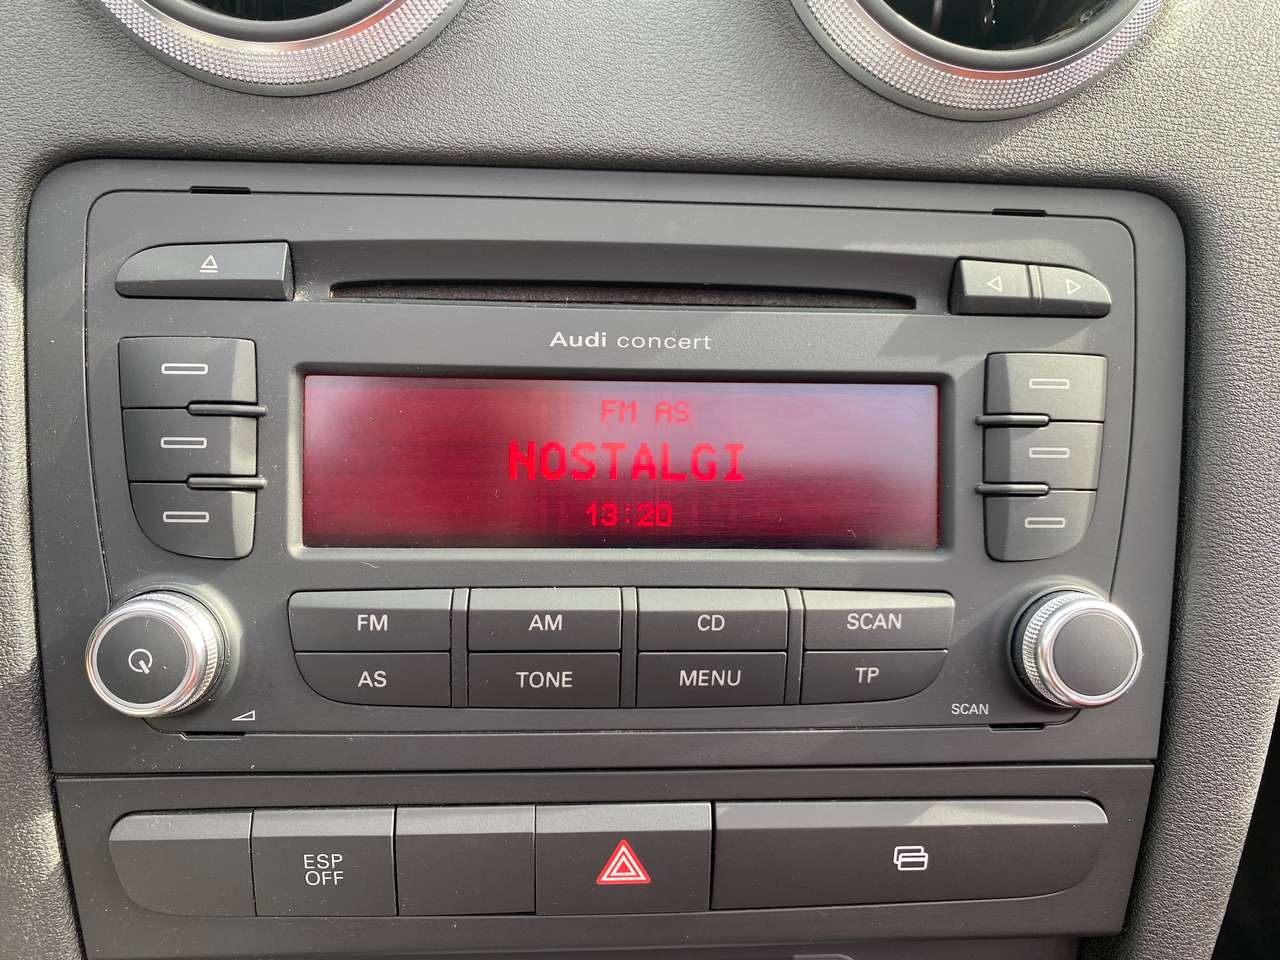 Audi concert
FM AS
NOSTALGI
13:20
FM AM CD SCAN
AS TONE MENU TP
SCAN
ESP
OFF